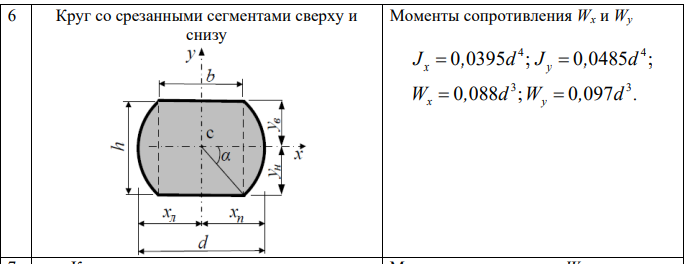 6
Круг со срезанными сегментами сверху и
снизу
y
b
yв
h
c
α
x
yн
xл
xп
d
Моменты сопротивления Wx и Wy
Jx = 0,0395d⁴; Jy = 0,0485d⁴;
Wx = 0,088d³; Wy = 0,097d³.